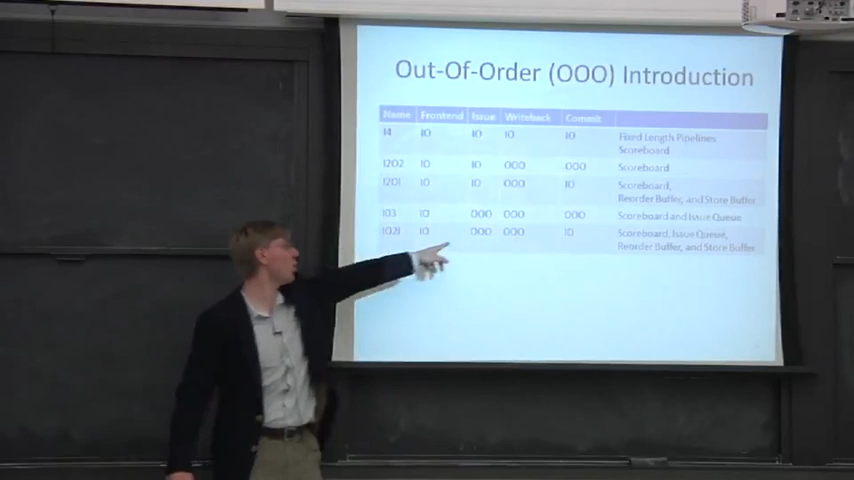 Out-Of-Order (OOO) Introduction
Name Frontend Issue Writeback Commit
I4 IO IO IO IO Fixed Length Pipelines
Scoreboard
I2O2 IO IO OOO OOO Scoreboard
I2OI IO IO OOO IO Scoreboard,
Reorder Buffer, and Store Buffer
IO3 IO OOO OOO OOO Scoreboard and Issue Queue
IO2I IO OOO OOO IO Scoreboard, Issue Queue,
Reorder Buffer, and Store Buffer